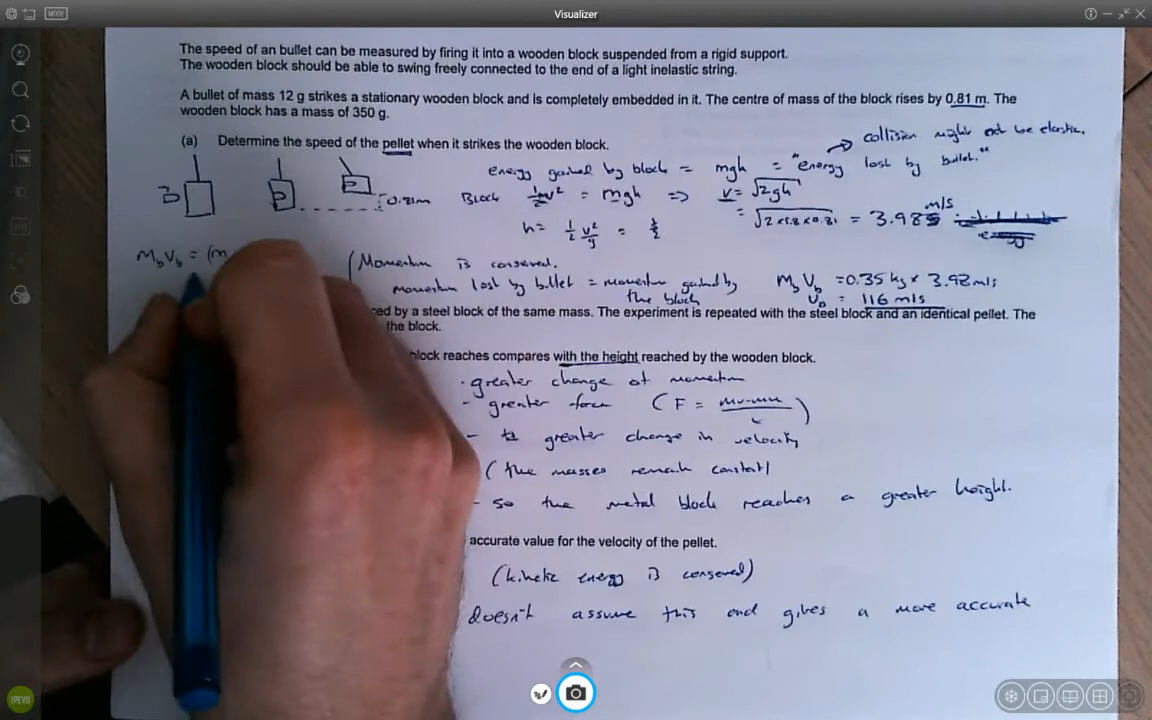 Visualizer
MODE
The speed of an bullet can be measured by firing it into a wooden block suspended from a rigid support.
The wooden block should be able to swing freely connected to the end of a light inelastic string.
A bullet of mass 12 g strikes a stationary wooden block and is completely embedded in it. The centre of mass of the block rises by 0.81 m. The
wooden block has a mass of 350 g.
collision might not be elastic.
(a) Determine the speed of the pellet when it strikes the wooden block.
energy gained by block = mgh = "energy lost by bullet."
0.81m
Block ½v² = mgh => v = √2gh
= √2×9.8×0.81 = 3.98 m/s
h = ½ v²/g = ½
MbVb = (m
(Momentum is conserved.
momentum lost by bullet = momentum gained by
the block
Mb Vb = 0.35 kg × 3.98 m/s
Vb = 116 m/s
ed by a steel block of the same mass. The experiment is repeated with the steel block and an identical pellet. The
the block.
block reaches compares with the height reached by the wooden block.
· greater change of momentum
- greater force (F = mv-mu/t)
- greater change in velocity
(the masses remain constant)
- so the metal block reaches a greater height.
accurate value for the velocity of the pellet.
(kinetic energy is conserved)
doesn't assume this and gives a more accurate
IPEVO